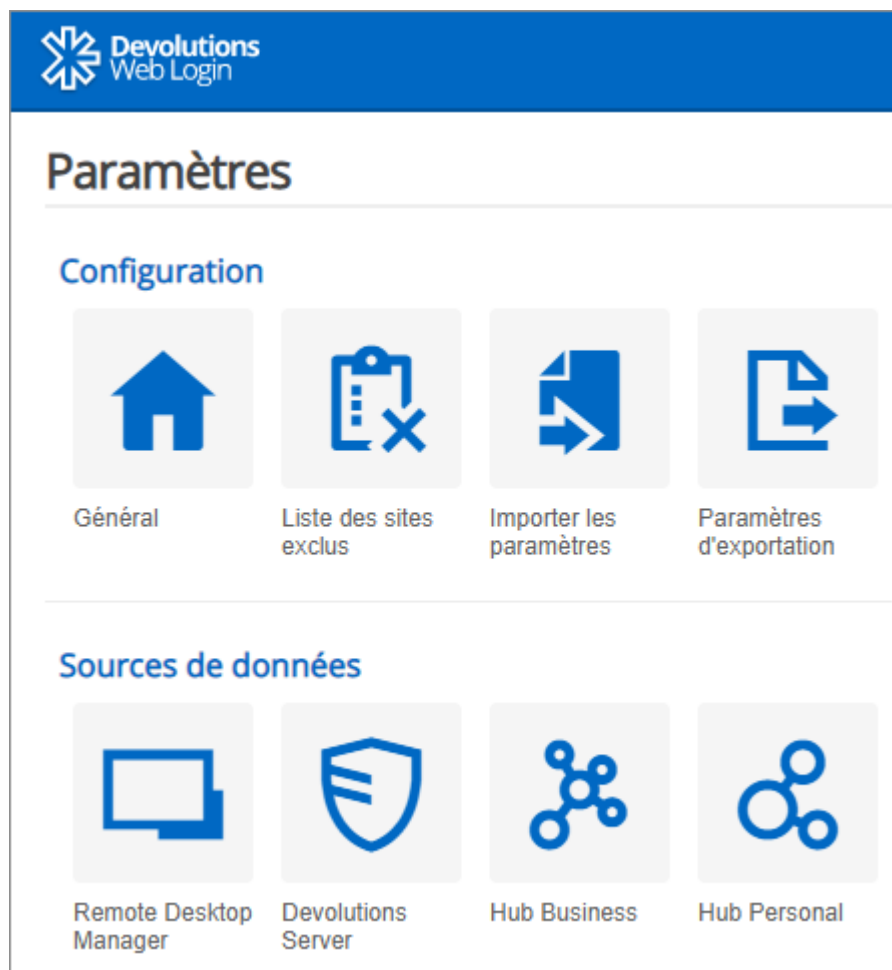 Devolutions
Web Login
Paramètres
Configuration
Général
Liste des sites
exclus
Importer les
paramètres
Paramètres
d'exportation
Sources de données
Remote Desktop
Manager
Devolutions
Server
Hub Business
Hub Personal